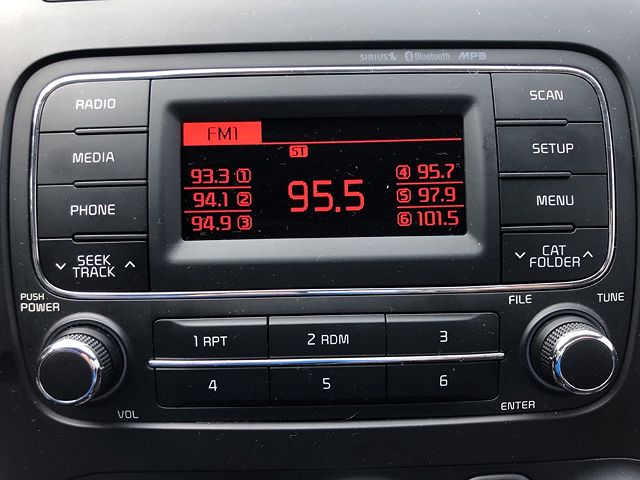 SIRIUS Bluetooth MP3
RADIO
MEDIA
PHONE
SEEK
TRACK
PUSH
POWER
VOL
FM1
ST
93.3 1
94.1 2
94.9 3
95.5
4 95.7
5 97.9
6 101.5
SCAN
SETUP
MENU
CAT
FOLDER
FILE
TUNE
ENTER
1 RPT
2 RDM
3
4
5
6